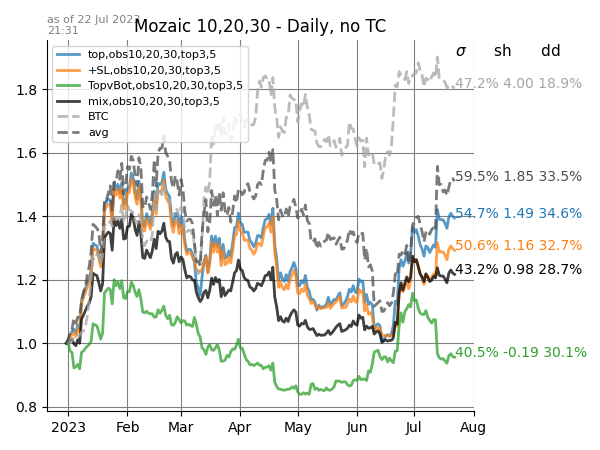 as of 22 Jul 2023
21:31
Mozaic 10,20,30 - Daily, no TC
σ sh dd
top,obs10,20,30,top3,5
+SL,obs10,20,30,top3,5
TopvBot,obs10,20,30,top3,5
mix,obs10,20,30,top3,5
BTC
avg
47.2% 4.00 18.9%
59.5% 1.85 33.5%
54.7% 1.49 34.6%
50.6% 1.16 32.7%
43.2% 0.98 28.7%
40.5% -0.19 30.1%
1.8
1.6
1.4
1.2
1.0
0.8
2023 Feb Mar Apr May Jun Jul Aug